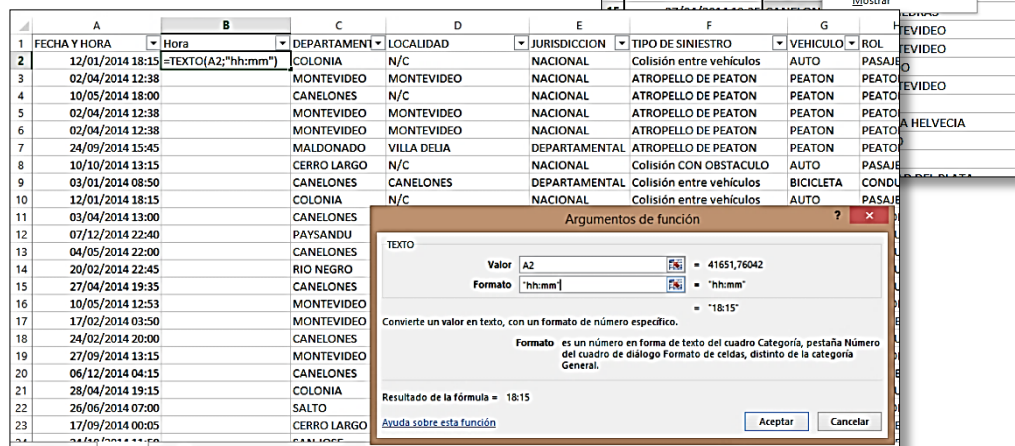 Mostrar
15 27/04/2014 19:35 CANELON
TEVIDEO
TEVIDEO
TEVIDEO
A HELVECIA
A B C D E F G
1 FECHA Y HORA Hora DEPARTAMENT LOCALIDAD JURISDICCION TIPO DE SINIESTRO VEHICULO ROL
2 12/01/2014 18:15 =TEXTO(A2;"hh:mm") COLONIA N/C NACIONAL Colisión entre vehículos AUTO PASAJE
3 02/04/2014 12:38 MONTEVIDEO MONTEVIDEO NACIONAL ATROPELLO DE PEATON PEATON PEATO
4 10/05/2014 18:00 CANELONES N/C NACIONAL ATROPELLO DE PEATON PEATON PEATO
5 02/04/2014 12:38 MONTEVIDEO MONTEVIDEO NACIONAL ATROPELLO DE PEATON PEATON PEATO
6 02/04/2014 12:38 MONTEVIDEO MONTEVIDEO NACIONAL ATROPELLO DE PEATON PEATON PEATO
7 24/09/2014 15:45 MALDONADO VILLA DELIA DEPARTAMENTAL ATROPELLO DE PEATON PEATON PEATO
8 10/10/2014 13:15 CERRO LARGO N/C NACIONAL Colisión CON OBSTACULO AUTO PASAJE
9 03/01/2014 08:50 CANELONES CANELONES DEPARTAMENTAL Colisión entre vehículos BICICLETA CONDU
10 12/01/2014 18:15 COLONIA N/C NACIONAL Colisión entre vehículos AUTO PASAJE
11 03/04/2014 13:00 CANELONES
12 07/12/2014 22:40 PAYSANDU
13 04/05/2014 22:00 CANELONES
14 20/02/2014 22:45 RIO NEGRO
15 27/04/2014 19:35 CANELONES
16 10/05/2014 12:53 MONTEVIDEO
17 17/02/2014 03:50 MONTEVIDEO
18 24/02/2014 20:00 CANELONES
19 27/09/2014 13:15 MONTEVIDEO
20 06/12/2014 04:15 CANELONES
21 28/04/2014 19:15 COLONIA
22 26/06/2014 07:00 SALTO
23 17/09/2014 00:05 CERRO LARGO
Argumentos de función ? ×
TEXTO
Valor A2 = 41651,76042
Formato "hh:mm" = "hh:mm"
= "18:15"
Convierte un valor en texto, con un formato de número específico.
Formato es un número en forma de texto del cuadro Categoría, pestaña Número
del cuadro de diálogo Formato de celdas, distinto de la categoría
General.
Resultado de la fórmula = 18:15
Ayuda sobre esta función Aceptar Cancelar